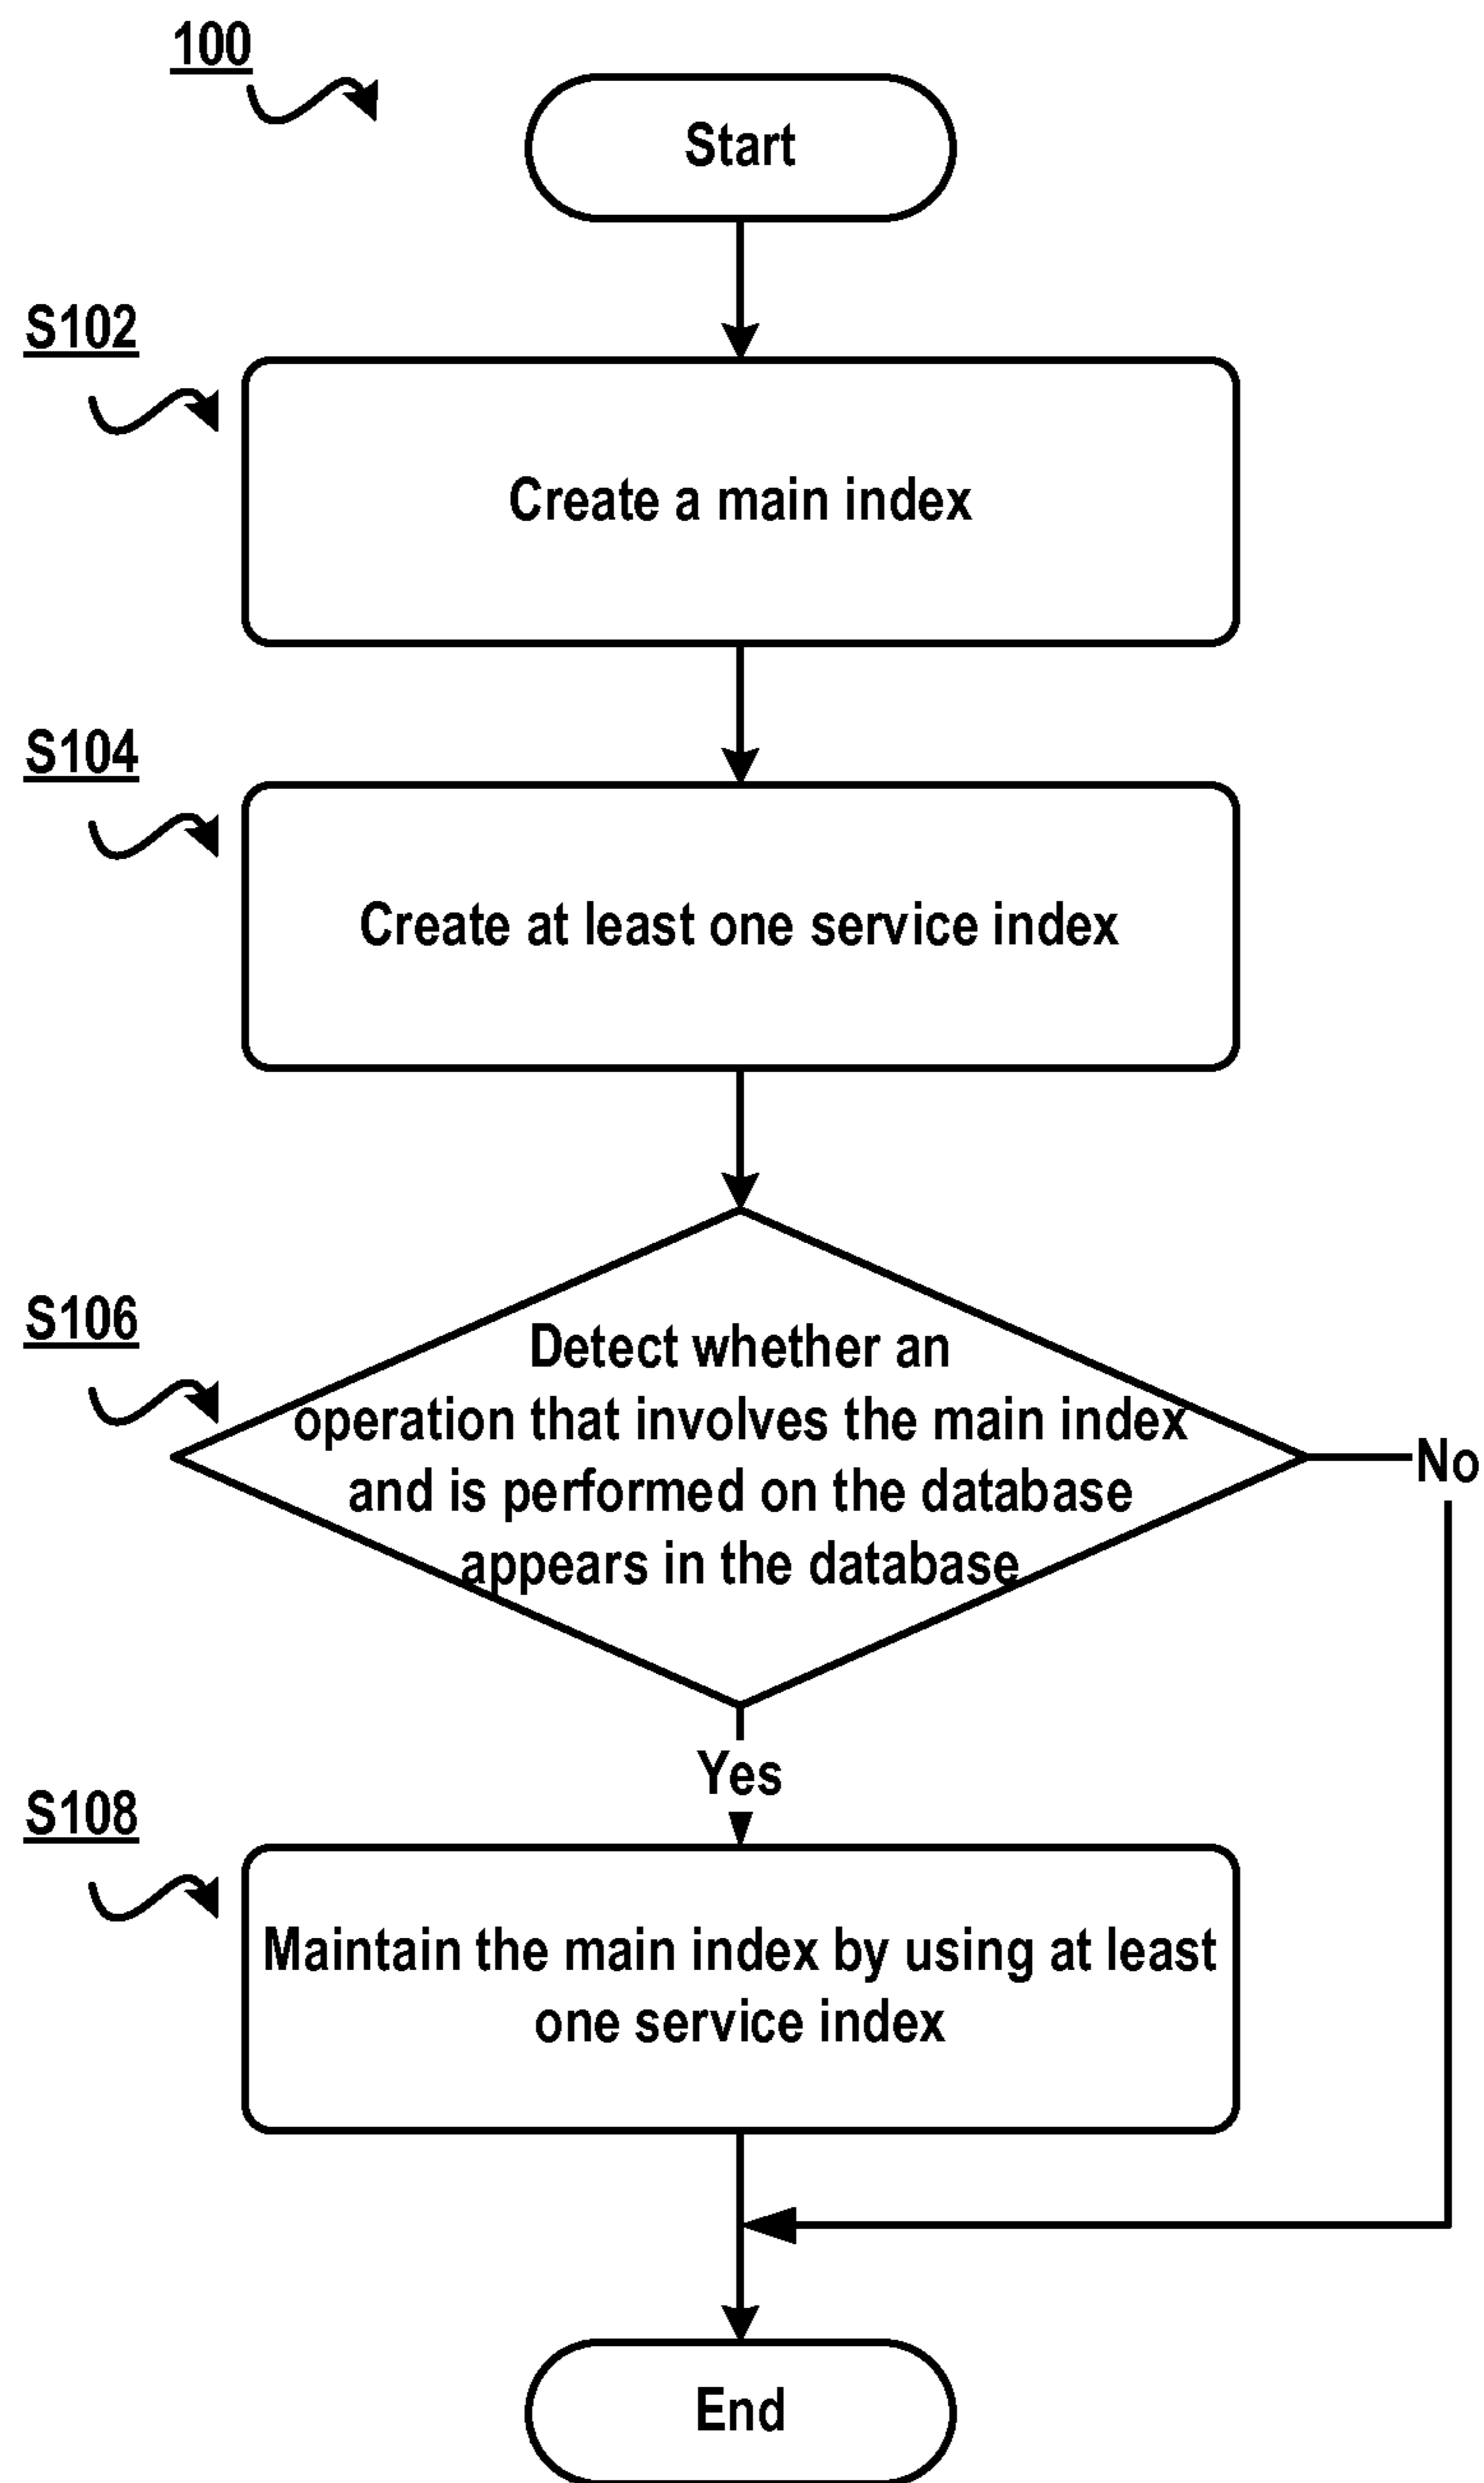 100
Start
S102
Create a main index
S104
Create at least one service index
S106
Detect whether an
operation that involves the main index
and is performed on the database
appears in the database
No
Yes
S108
Maintain the main index by using at least
one service index
End